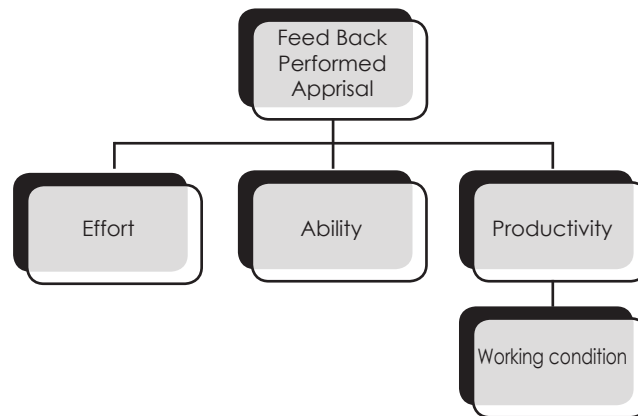 Feed Back
Performed
Apprisal
Effort
Ability
Productivity
Working condition